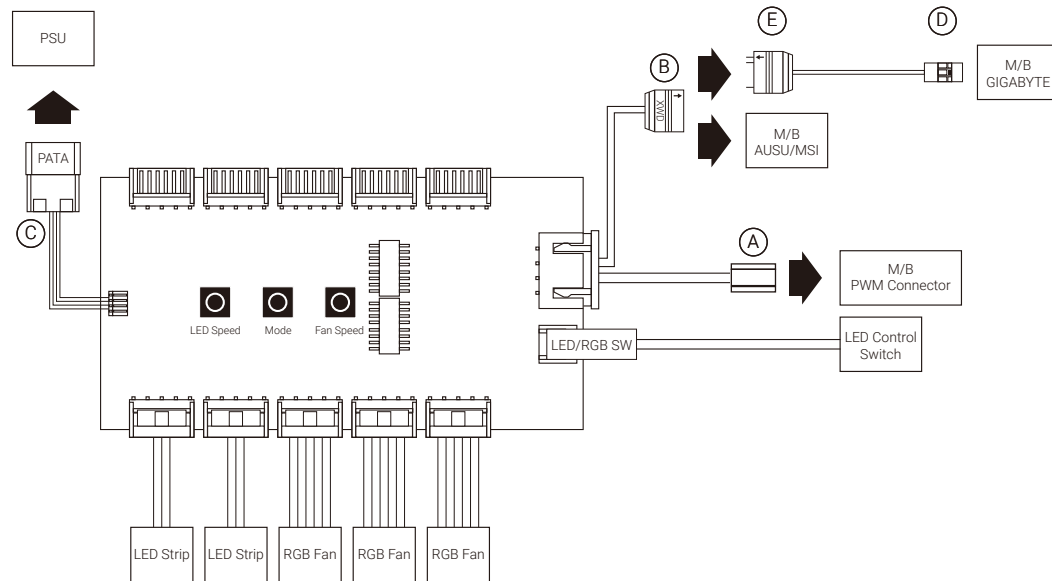 PSU
E
D
B
M/B
GIGABYTE
XWD
PATA
M/B
AUSU/MSI
C
A
M/B
PWM Connector
LED Speed
Mode
Fan Speed
LED/RGB SW
LED Control
Switch
LED Strip
LED Strip
RGB Fan
RGB Fan
RGB Fan